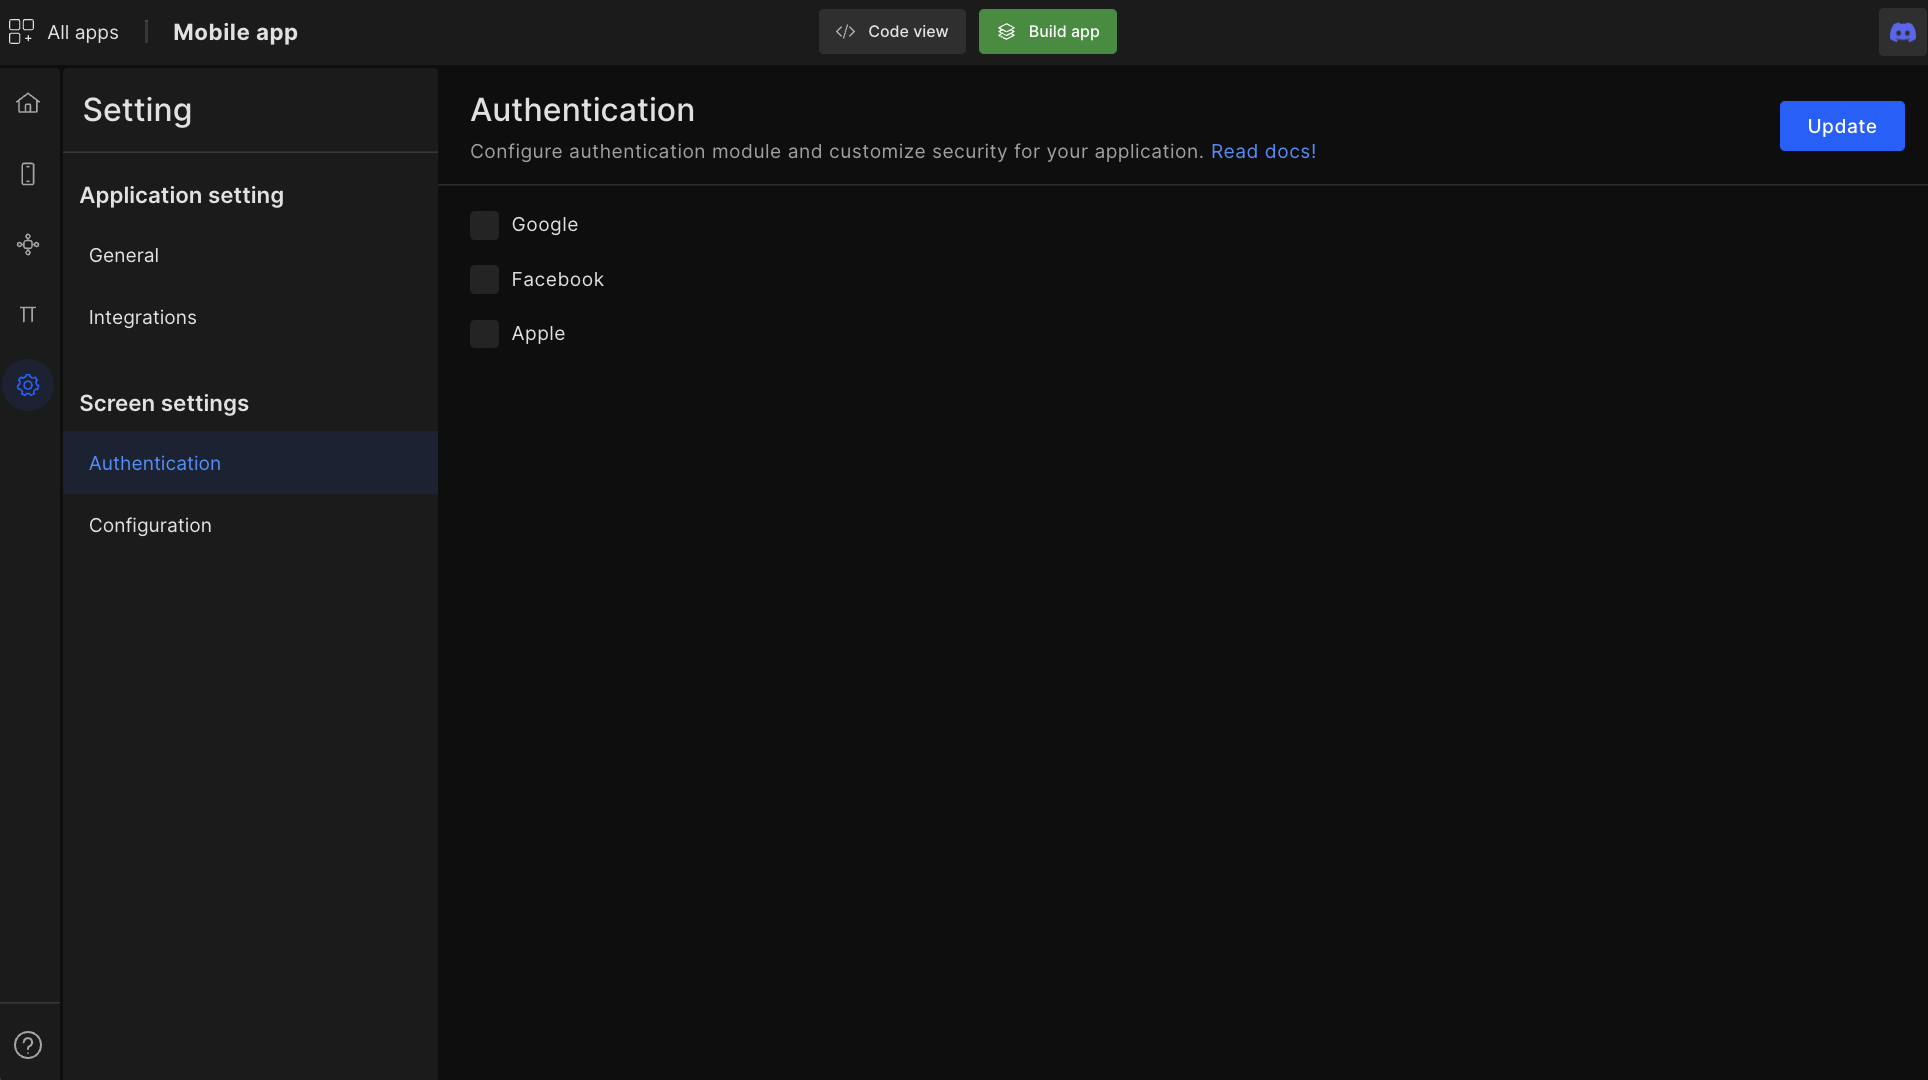 All apps
Mobile app
Code view
Build app
Setting
Application setting
General
Integrations
Screen settings
Authentication
Configuration
Authentication
Configure authentication module and customize security for your application. Read docs!
Update
Google
Facebook
Apple